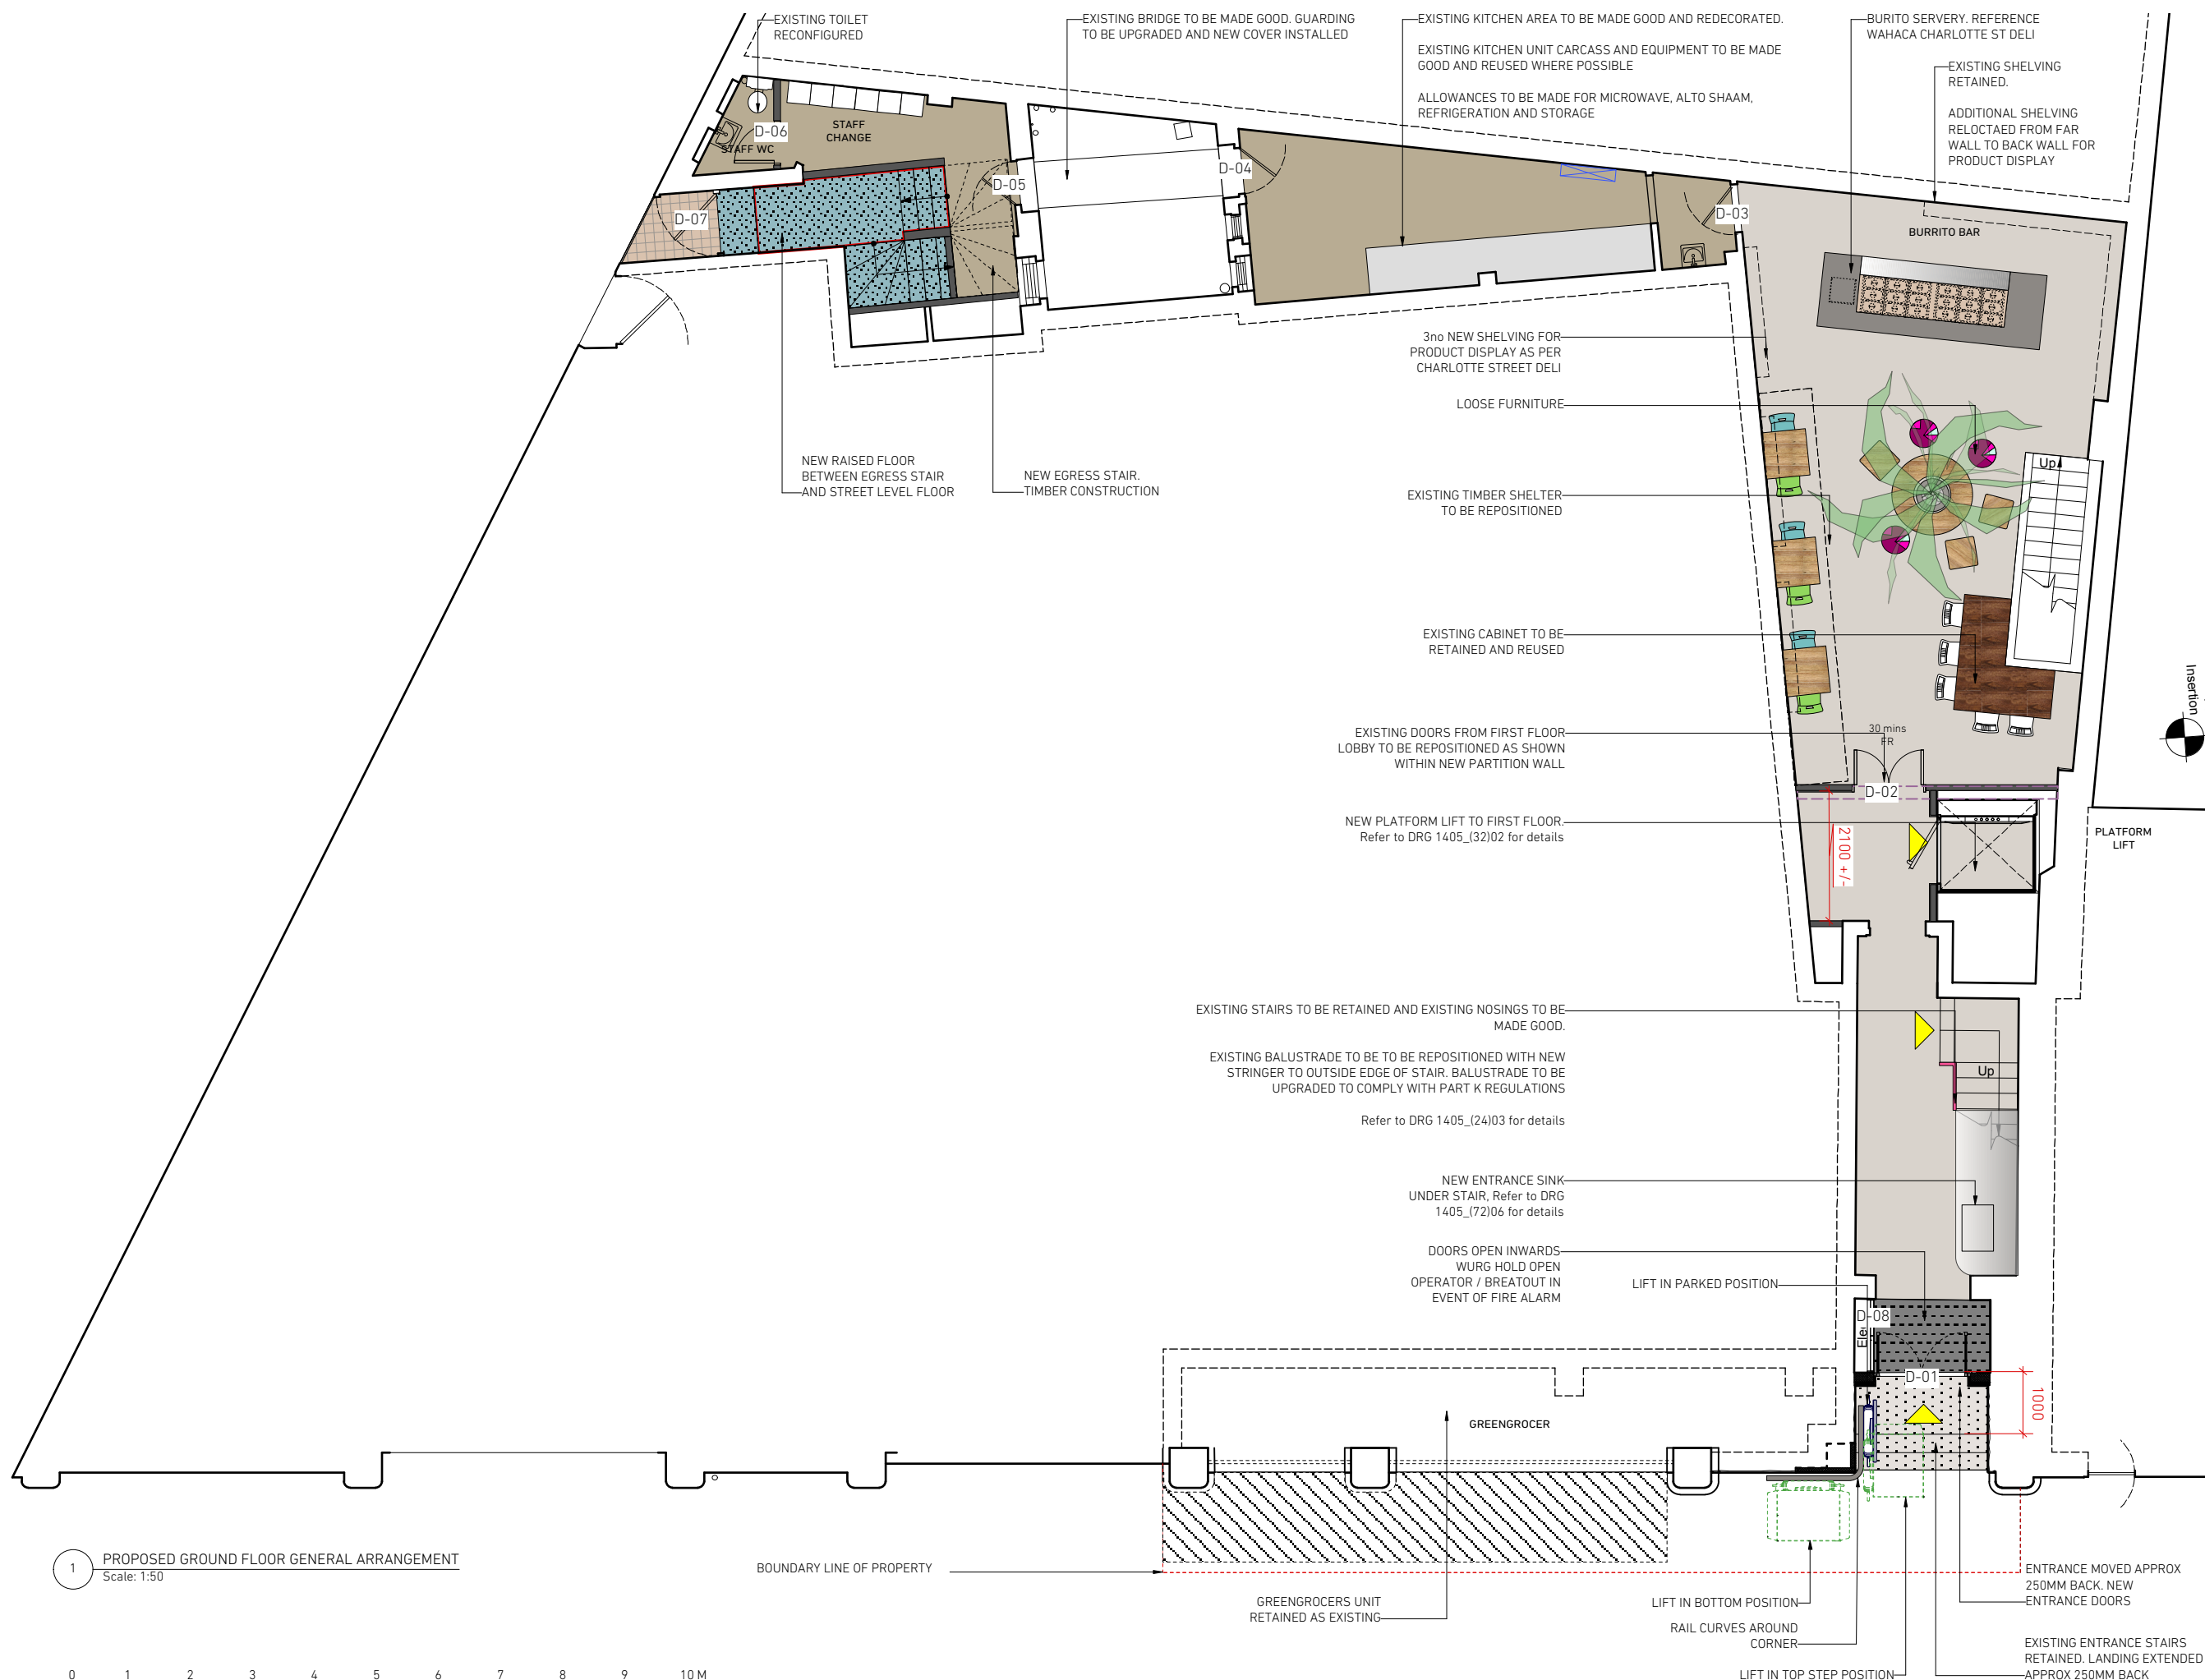 EXISTING TOILET
RECONFIGURED
EXISTING BRIDGE TO BE MADE GOOD. GUARDING
TO BE UPGRADED AND NEW COVER INSTALLED
EXISTING KITCHEN AREA TO BE MADE GOOD AND REDECORATED.
EXISTING KITCHEN UNIT CARCASS AND EQUIPMENT TO BE MADE
GOOD AND REUSED WHERE POSSIBLE
ALLOWANCES TO BE MADE FOR MICROWAVE, ALTO SHAAM,
REFRIGERATION AND STORAGE
BURITO SERVERY. REFERENCE
WAHACA CHARLOTTE ST DELI
EXISTING SHELVING
RETAINED.
ADDITIONAL SHELVING
RELOCTAED FROM FAR
WALL TO BACK WALL FOR
PRODUCT DISPLAY
D-06
STAFF WC
STAFF
CHANGE
D-05
D-04
D-03
D-07
BURRITO BAR
3no NEW SHELVING FOR
PRODUCT DISPLAY AS PER
CHARLOTTE STREET DELI
LOOSE FURNITURE
NEW RAISED FLOOR
BETWEEN EGRESS STAIR
AND STREET LEVEL FLOOR
NEW EGRESS STAIR.
TIMBER CONSTRUCTION
Up
EXISTING TIMBER SHELTER
TO BE REPOSITIONED
EXISTING CABINET TO BE
RETAINED AND REUSED
Insertion
EXISTING DOORS FROM FIRST FLOOR
LOBBY TO BE REPOSITIONED AS SHOWN
WITHIN NEW PARTITION WALL
30 mins
FR
D-02
NEW PLATFORM LIFT TO FIRST FLOOR.
Refer to DRG 1405_(32)02 for details
2100 +/-
PLATFORM
LIFT
EXISTING STAIRS TO BE RETAINED AND EXISTING NOSINGS TO BE
MADE GOOD.
EXISTING BALUSTRADE TO BE TO BE REPOSITIONED WITH NEW
STRINGER TO OUTSIDE EDGE OF STAIR. BALUSTRADE TO BE
UPGRADED TO COMPLY WITH PART K REGULATIONS
Refer to DRG 1405_(24)03 for details
Up
NEW ENTRANCE SINK
UNDER STAIR, Refer to DRG
1405_(72)06 for details
DOORS OPEN INWARDS
WURG HOLD OPEN
OPERATOR / BREATOUT IN
EVENT OF FIRE ALARM
LIFT IN PARKED POSITION
D-08
D-01
1000
GREENGROCER
1
PROPOSED GROUND FLOOR GENERAL ARRANGEMENT
Scale: 1:50
BOUNDARY LINE OF PROPERTY
GREENGROCERS UNIT
RETAINED AS EXISTING
LIFT IN BOTTOM POSITION
RAIL CURVES AROUND
CORNER
LIFT IN TOP STEP POSITION
ENTRANCE MOVED APPROX
250MM BACK. NEW
ENTRANCE DOORS
EXISTING ENTRANCE STAIRS
RETAINED. LANDING EXTENDED
APPROX 250MM BACK
0 1 2 3 4 5 6 7 8 9 10 M